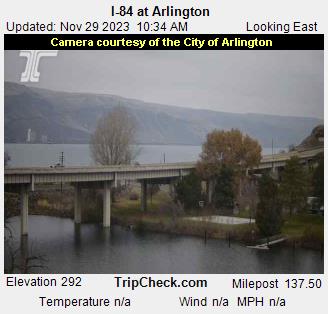 I-84 at Arlington
Updated: Nov 29 2023 10:34 AM Looking East
Camera courtesy of the City of Arlington
Elevation 292 TripCheck.com Milepost 137.50
Temperature n/a Wind n/a MPH n/a